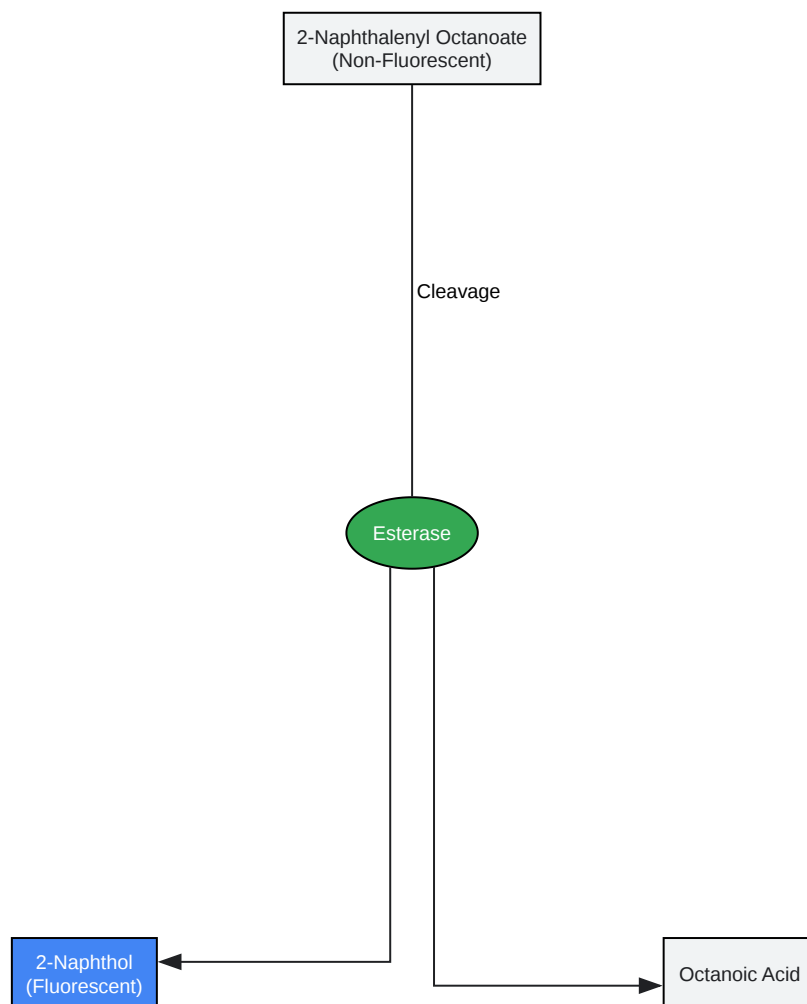 2-Naphthalenyl Octanoate
(Non-Fluorescent)
Cleavage
Esterase
2-Naphthol
(Fluorescent)
Octanoic Acid